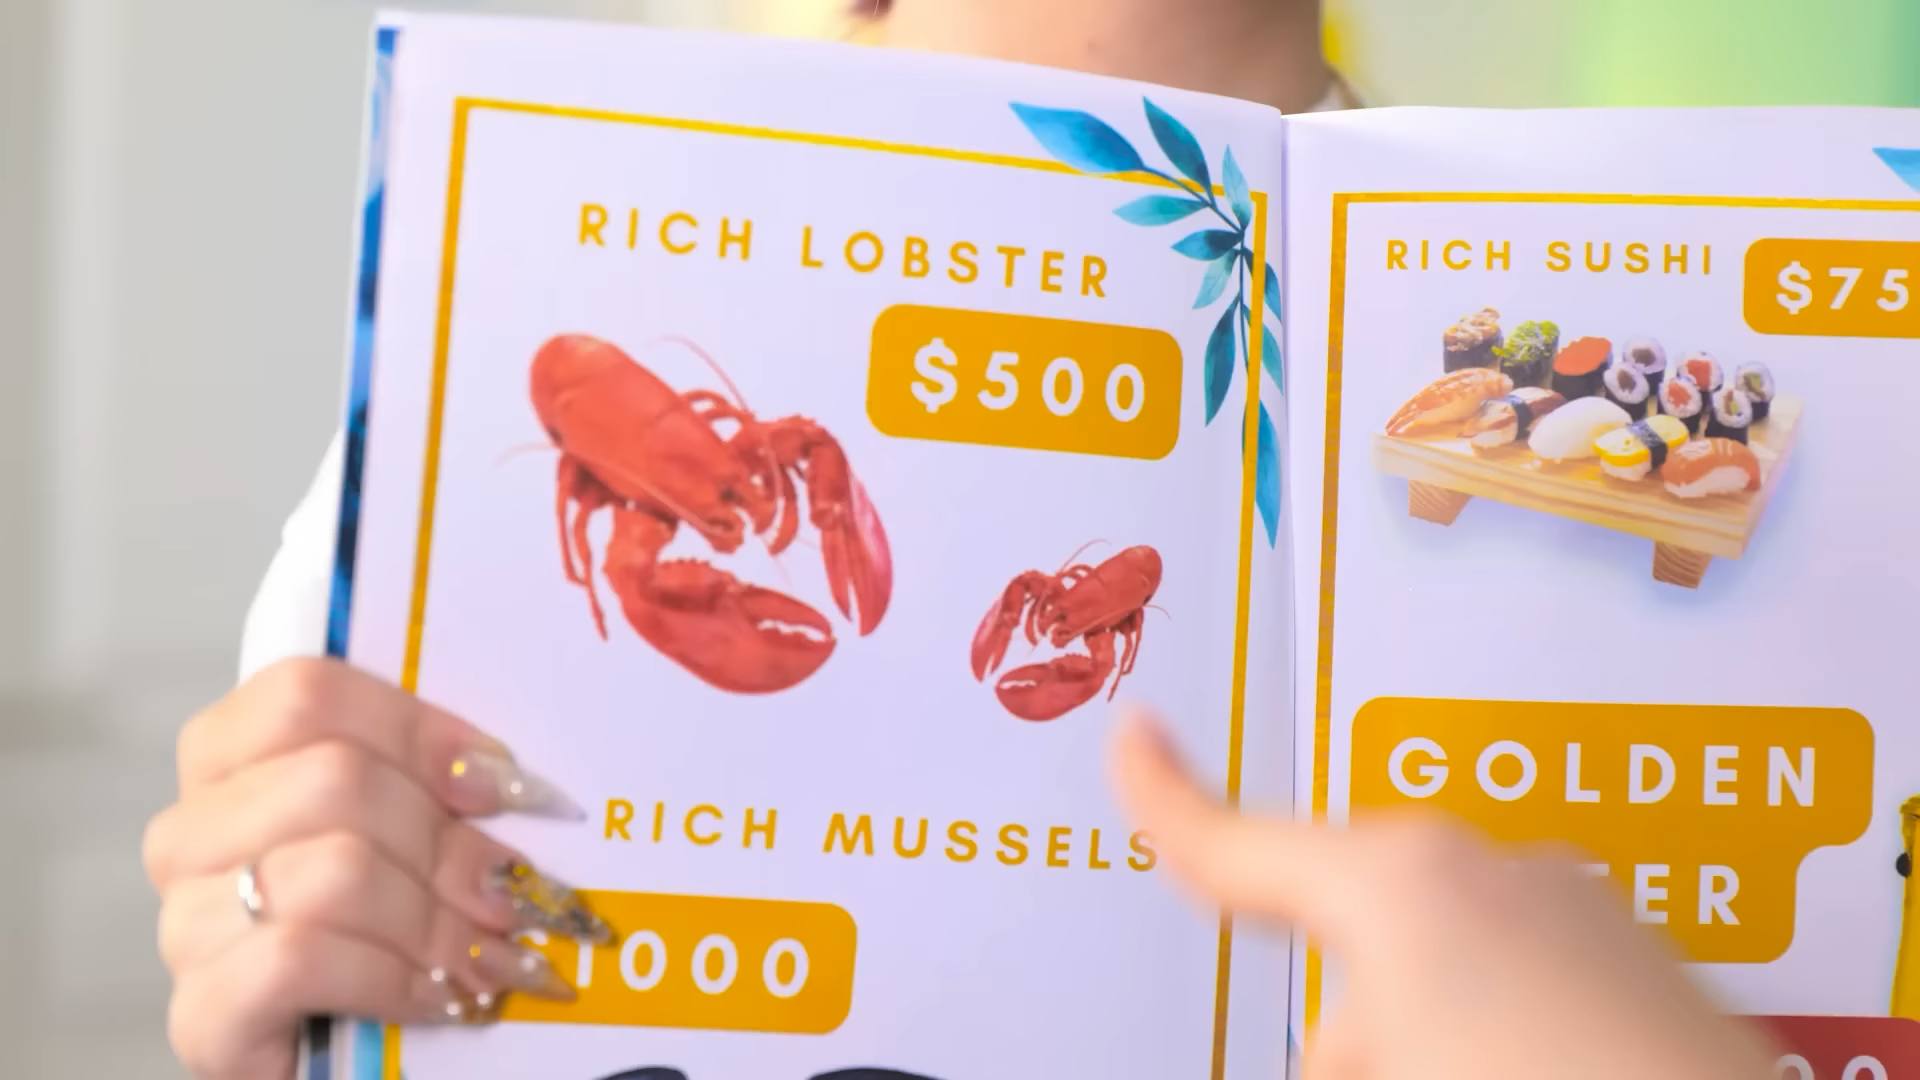 RICH LOBSTER
$500
RICH MUSSELS
1000
RICH SUSHI
$75
GOLDEN